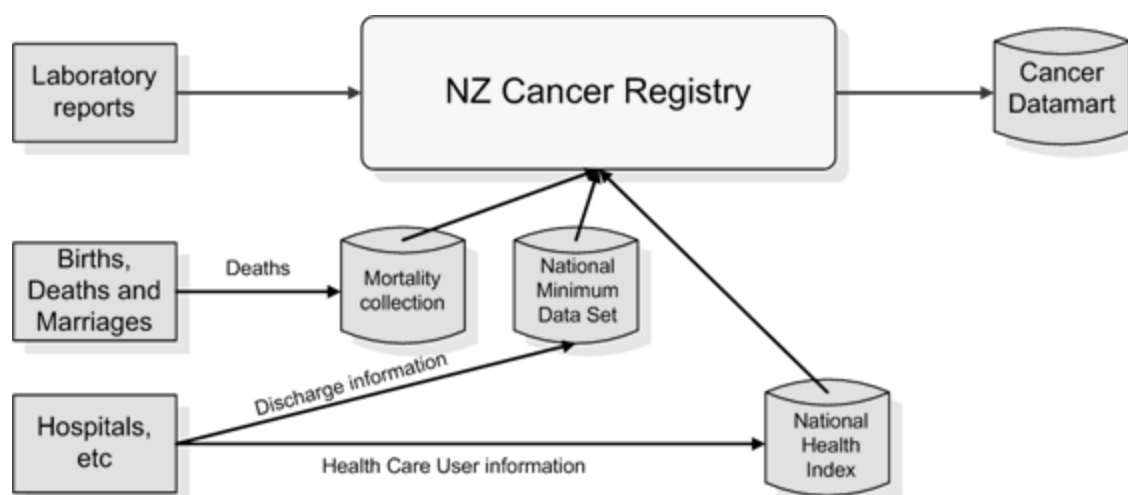 Laboratory
reports
NZ Cancer Registry
Cancer
Datamart
Births,
Deaths and
Marriages
Deaths
Mortality
collection
National
Minimum
Data Set
Discharge information
Hospitals,
etc
Health Care User information
National
Health
Index